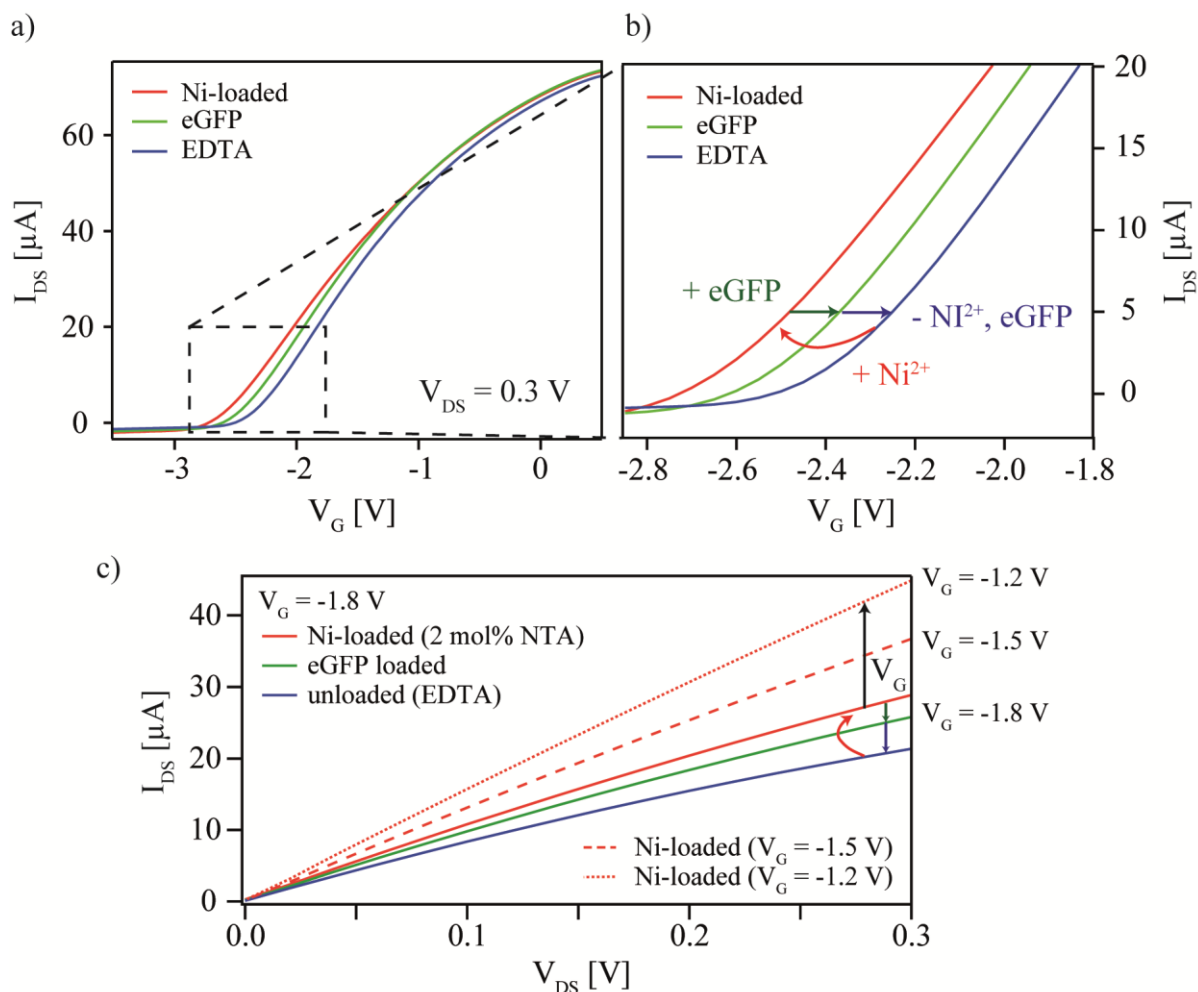 a)
Ni-loaded
eGFP
EDTA
60
40
20
0
I_DS [µA]
V_DS = 0.3 V
-3
-2
-1
0
V_G [V]
b)
Ni-loaded
eGFP
EDTA
+ eGFP
- NI²⁺, eGFP
+ Ni²⁺
20
15
10
5
0
I_DS [µA]
-2.8
-2.6
-2.4
-2.2
-2.0
-1.8
V_G [V]
c)
V_G = -1.8 V
Ni-loaded (2 mol% NTA)
eGFP loaded
unloaded (EDTA)
40
30
20
10
0
I_DS [µA]
V_G
V_G = -1.2 V
V_G = -1.5 V
V_G = -1.8 V
Ni-loaded (V_G = -1.5 V)
Ni-loaded (V_G = -1.2 V)
0.0
0.1
0.2
0.3
V_DS [V]